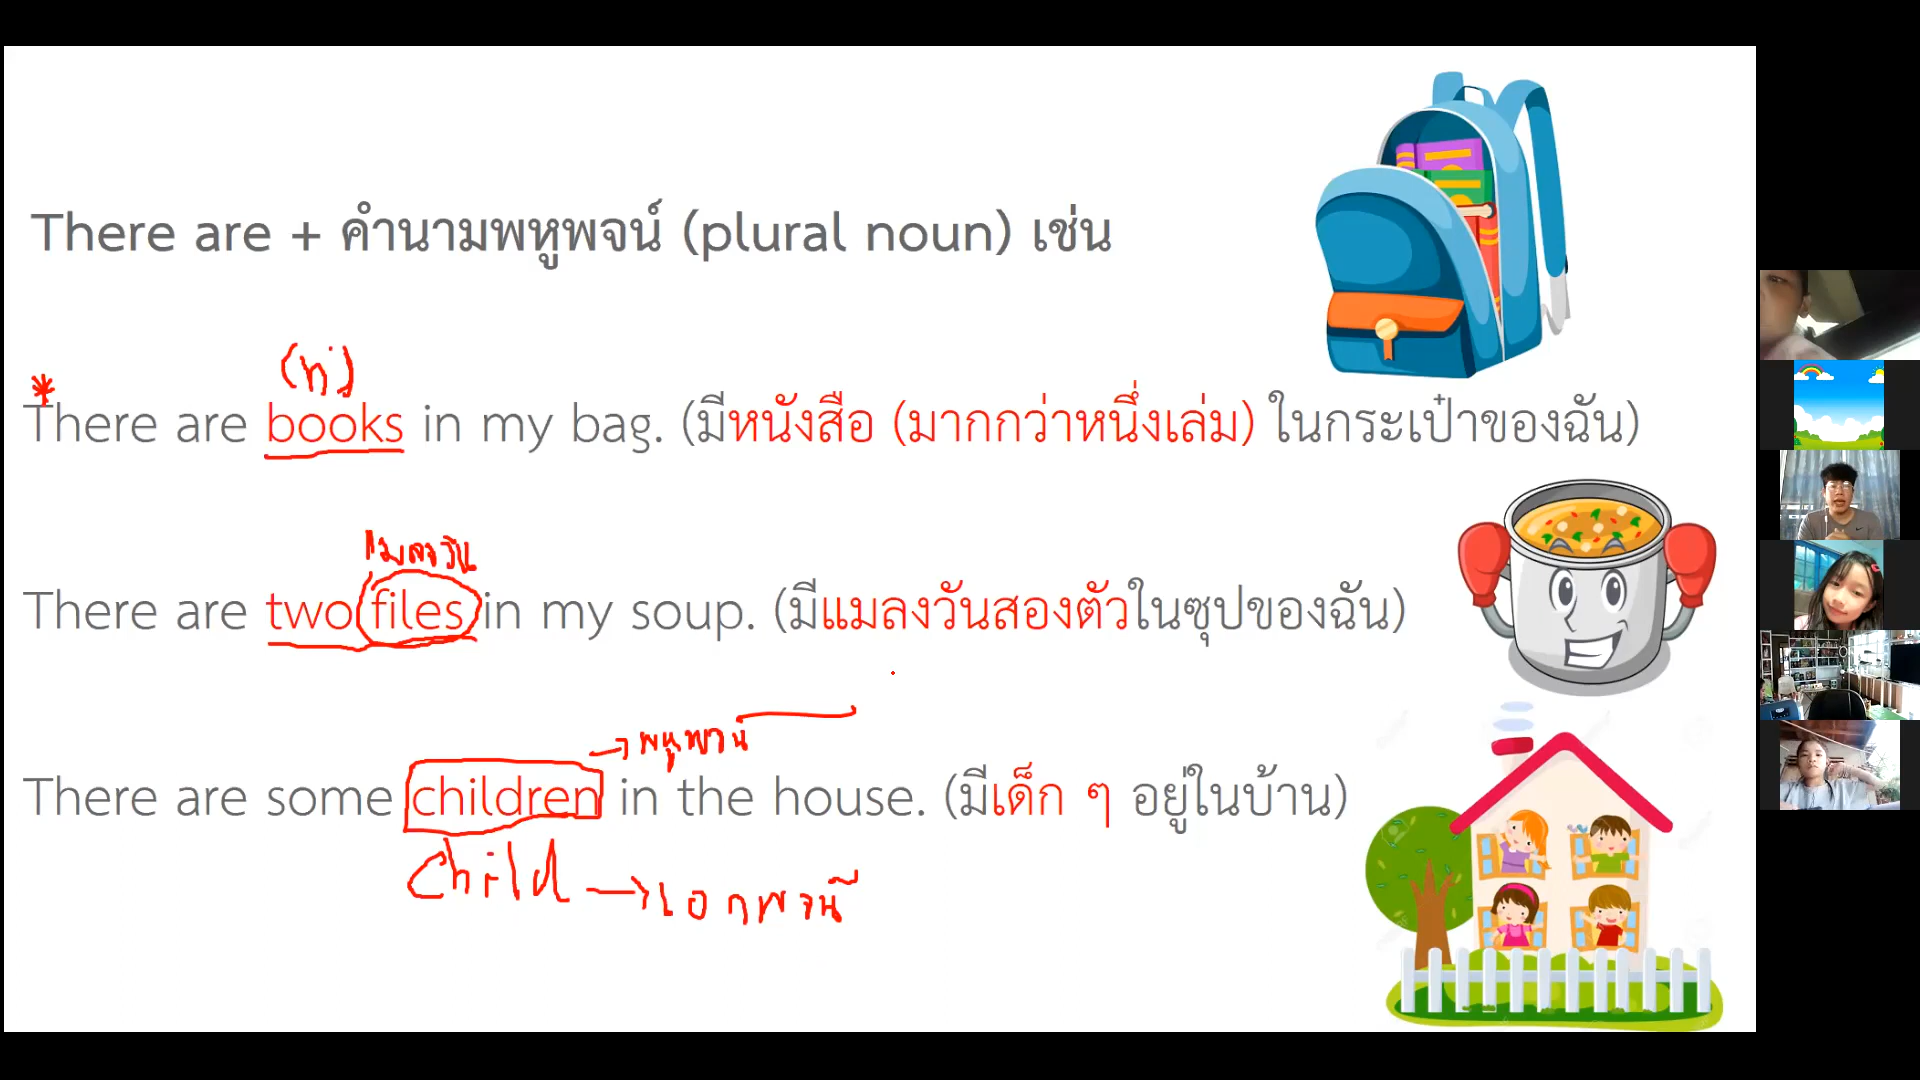 There are + คำนามพหูพจน์ (plural noun) เช่น
(n)
*
There are books in my bag. (มีหนังสือ (มากกว่าหนึ่งเล่ม) ในกระเป๋าของฉัน)
แมลงวัน
There are two files in my soup. (มีแมลงวันสองตัวในซุปของฉัน)
→ พหูพจน์
There are some children in the house. (มีเด็ก ๆ อยู่ในบ้าน)
Child → เอกพจน์